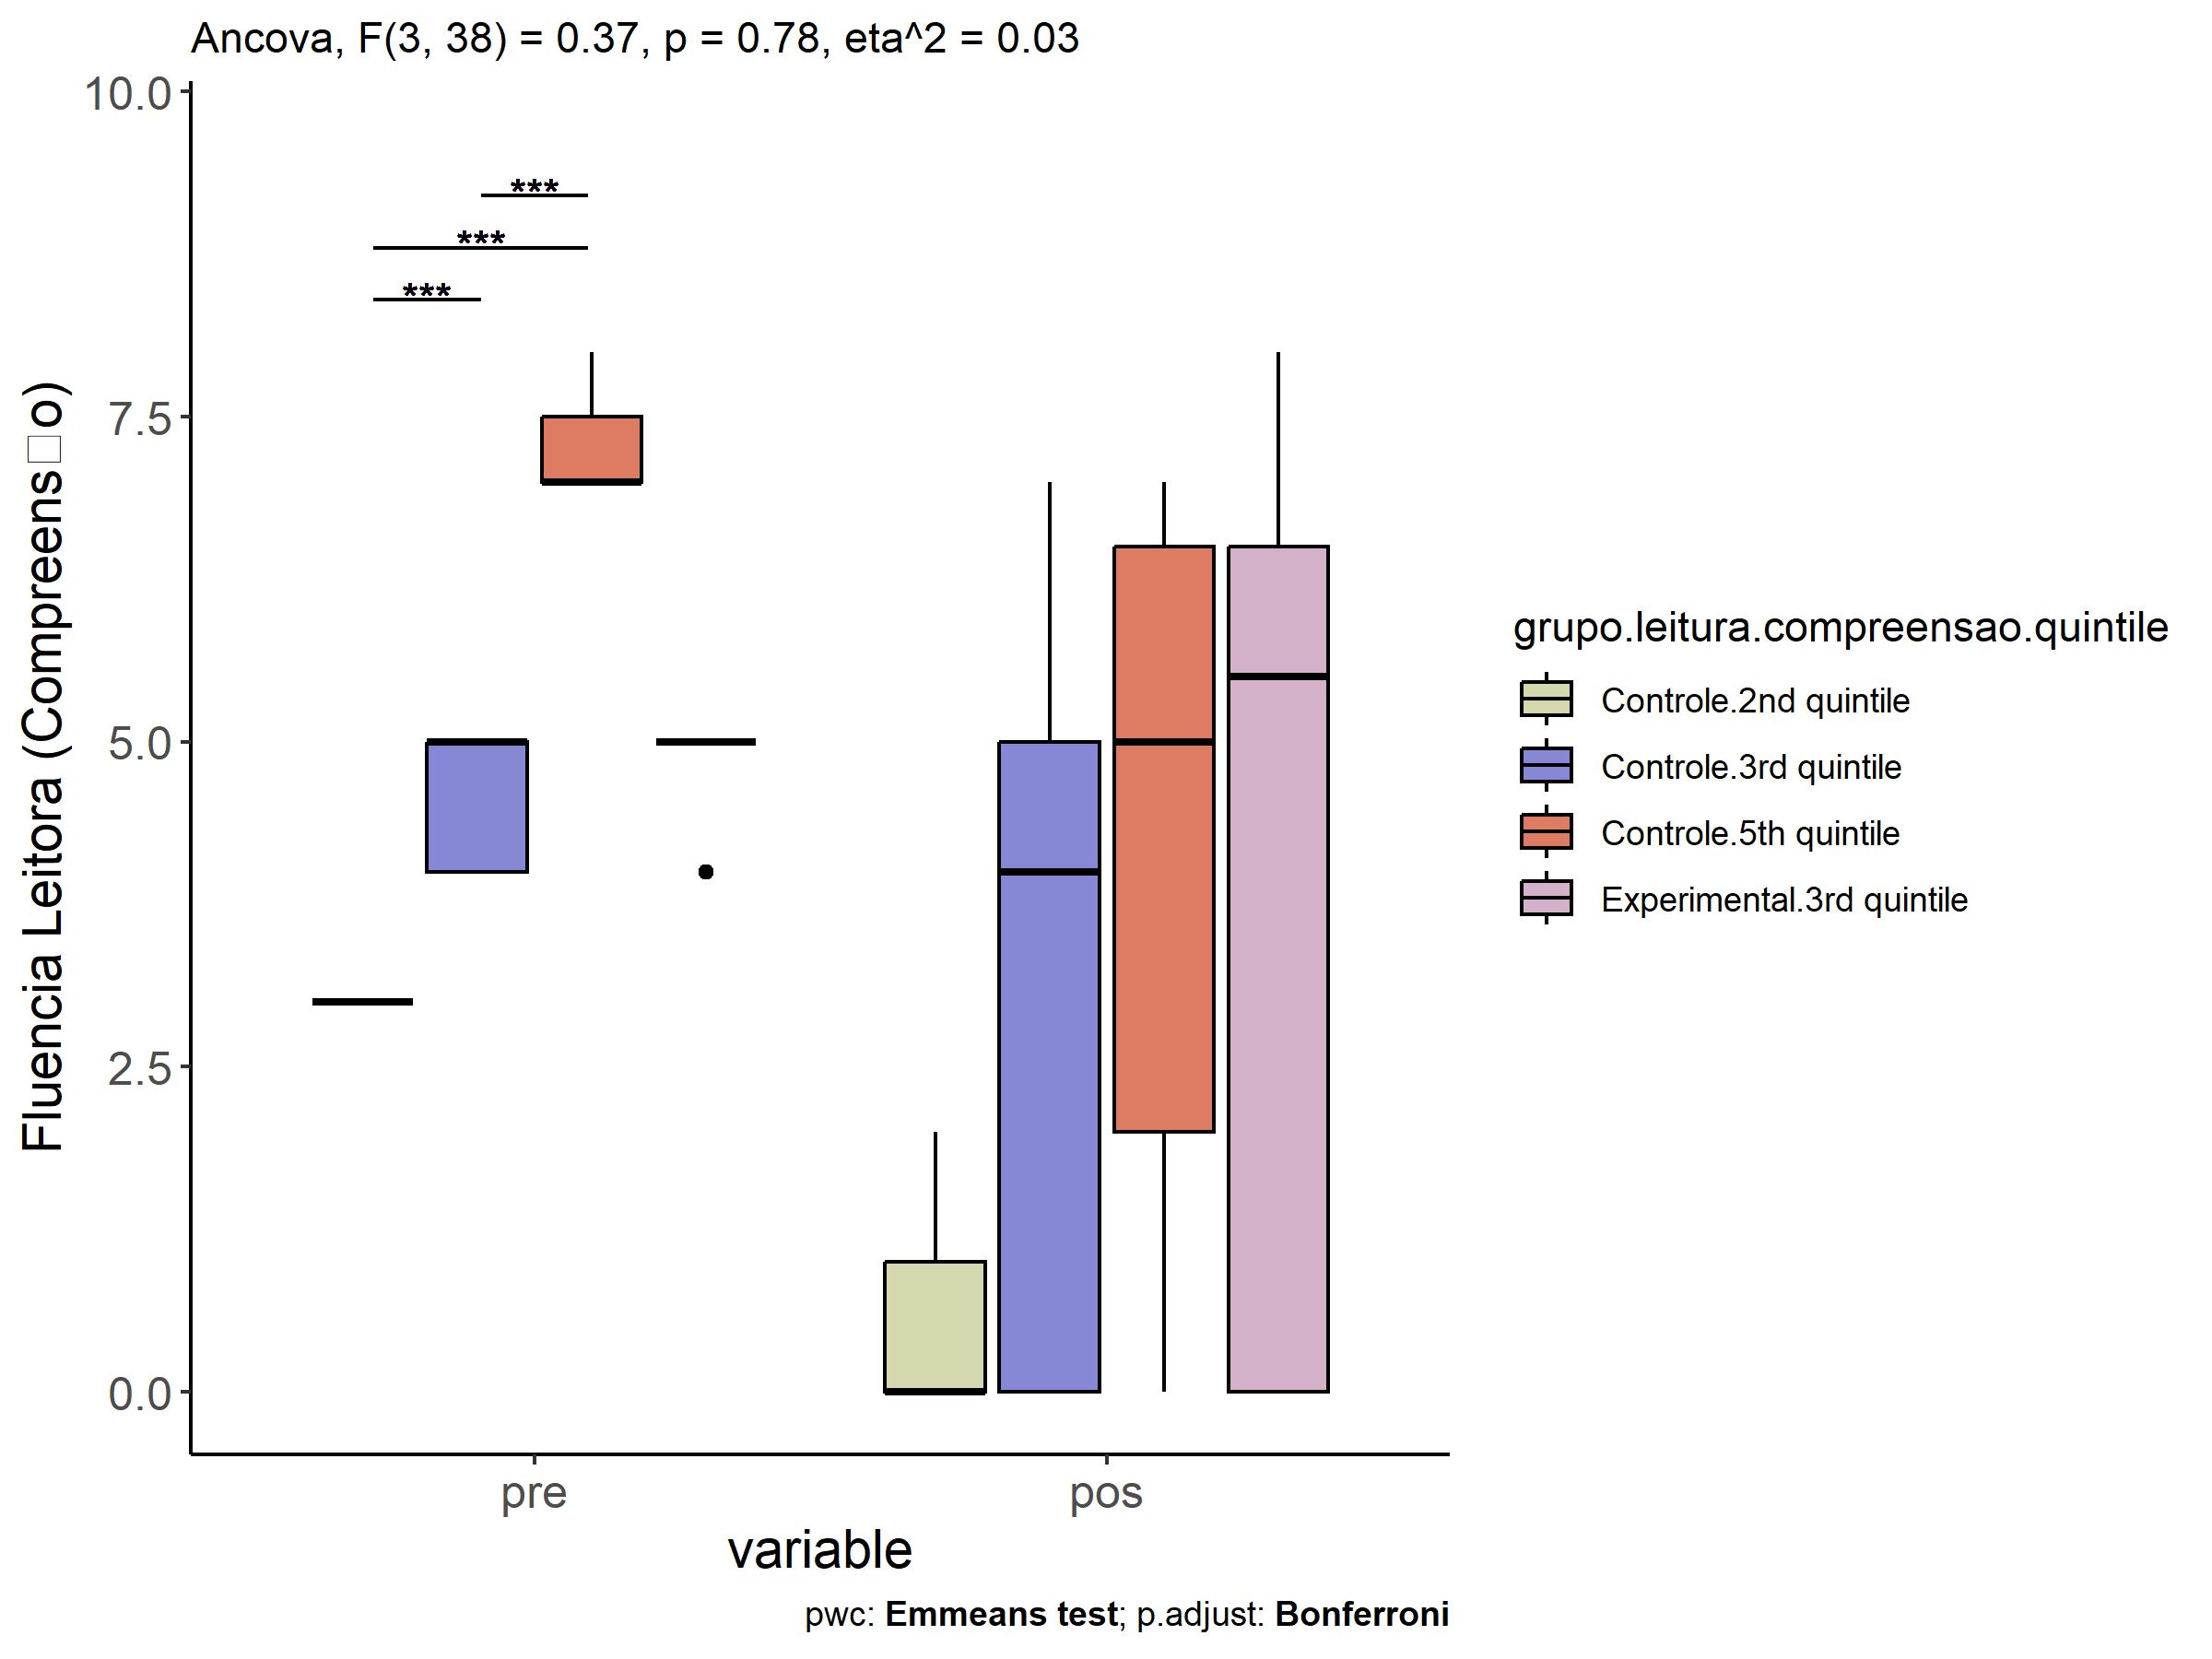 Ancova, F(3, 38) = 0.37, p = 0.78, eta^2 = 0.03
10.0
7.5
5.0
2.5
0.0
Fluencia Leitora (Compreens□o)
***
***
***
pre
pos
variable
grupo.leitura.compreensao.quintile
Controle.2nd quintile
Controle.3rd quintile
Controle.5th quintile
Experimental.3rd quintile
pwc: Emmeans test; p.adjust: Bonferroni